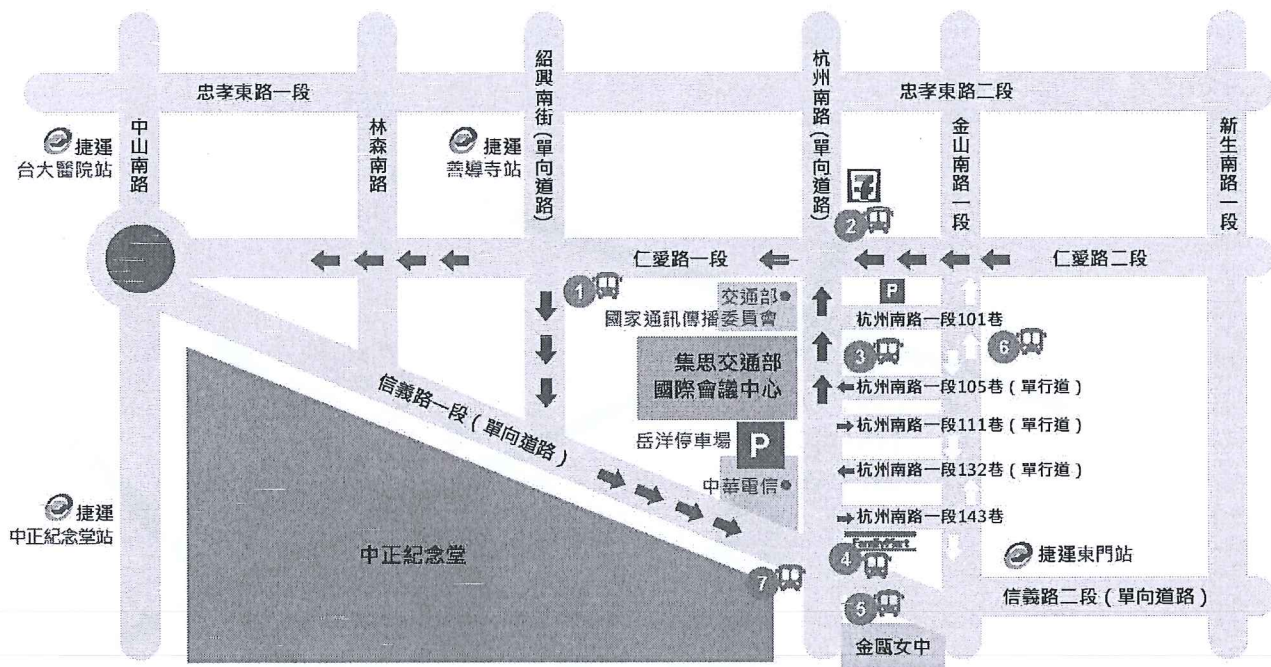 忠孝東路一段
忠孝東路二段
中山南路
林森南路
紹興南街(單向道路)
杭州南路(單向道路)
金山南路一段
新生南路一段
捷運
台大醫院站
捷運
善導寺站
7
2
仁愛路一段
仁愛路二段
1
交通部
國家通訊傳播委員會
P
杭州南路一段101巷
集思交通部
國際會議中心
3
6
杭州南路一段105巷(單行道)
信義路一段(單向道路)
杭州南路一段111巷(單行道)
岳洋停車場
P
杭州南路一段132巷(單行道)
中華電信
捷運
中正紀念堂站
杭州南路一段143巷
FamilyMart
中正紀念堂
4
捷運東門站
7
5
信義路二段(單向道路)
金甌女中